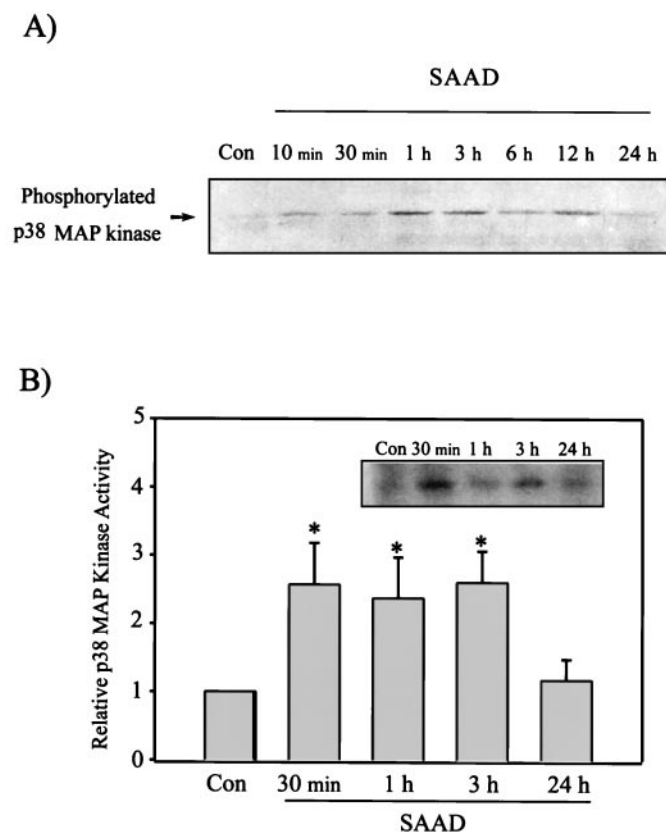 A)
SAAD
Con 10 min 30 min 1 h 3 h 6 h 12 h 24 h
Phosphorylated
p38 MAP kinase
B)
Relative p38 MAP Kinase Activity
5
4
3
2
1
0
Con 30 min 1 h 3 h 24 h
* * *
Con 30 min 1 h 3 h 24 h
SAAD